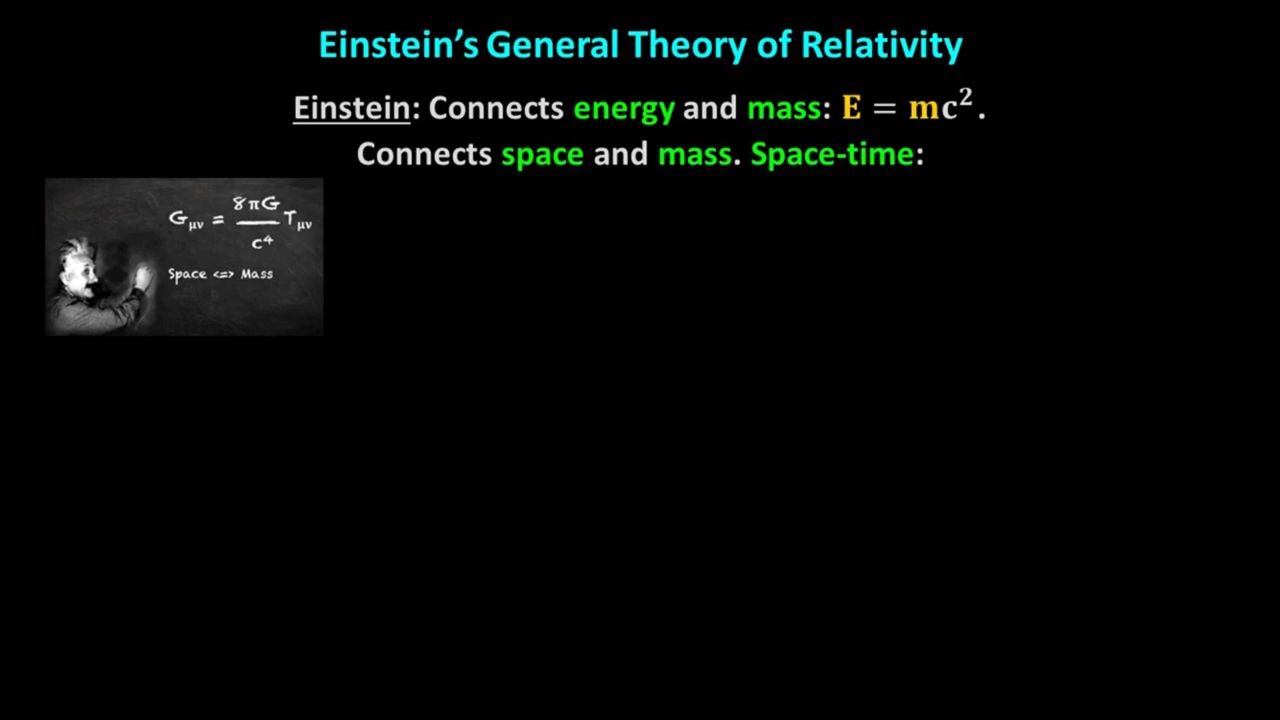 Einstein’s General Theory of Relativity
Einstein: Connects energy and mass: E = mc².
Connects space and mass. Space-time:
Gμν = 8πG/c⁴ Tμν
Space <=> Mass